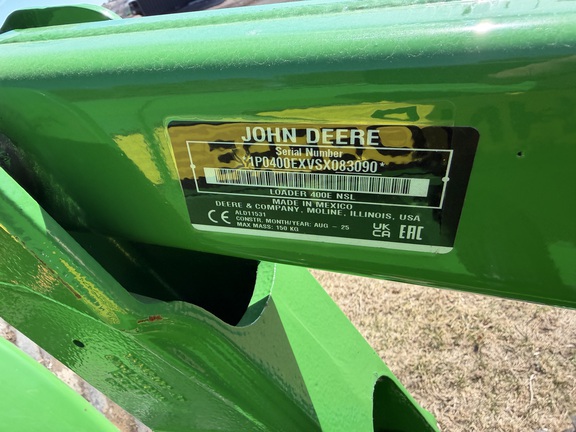 JOHN DEERE
Serial Number
*1P0400EXVSX083090*
LOADER 400E NSL
MADE IN MEXICO
DEERE & COMPANY, MOLINE, ILLINOIS, USA
CE ALO11531
CONSTR. MONTH/YEAR: AUG - 25
MAX MASS: 150 KG
UK CA EAC